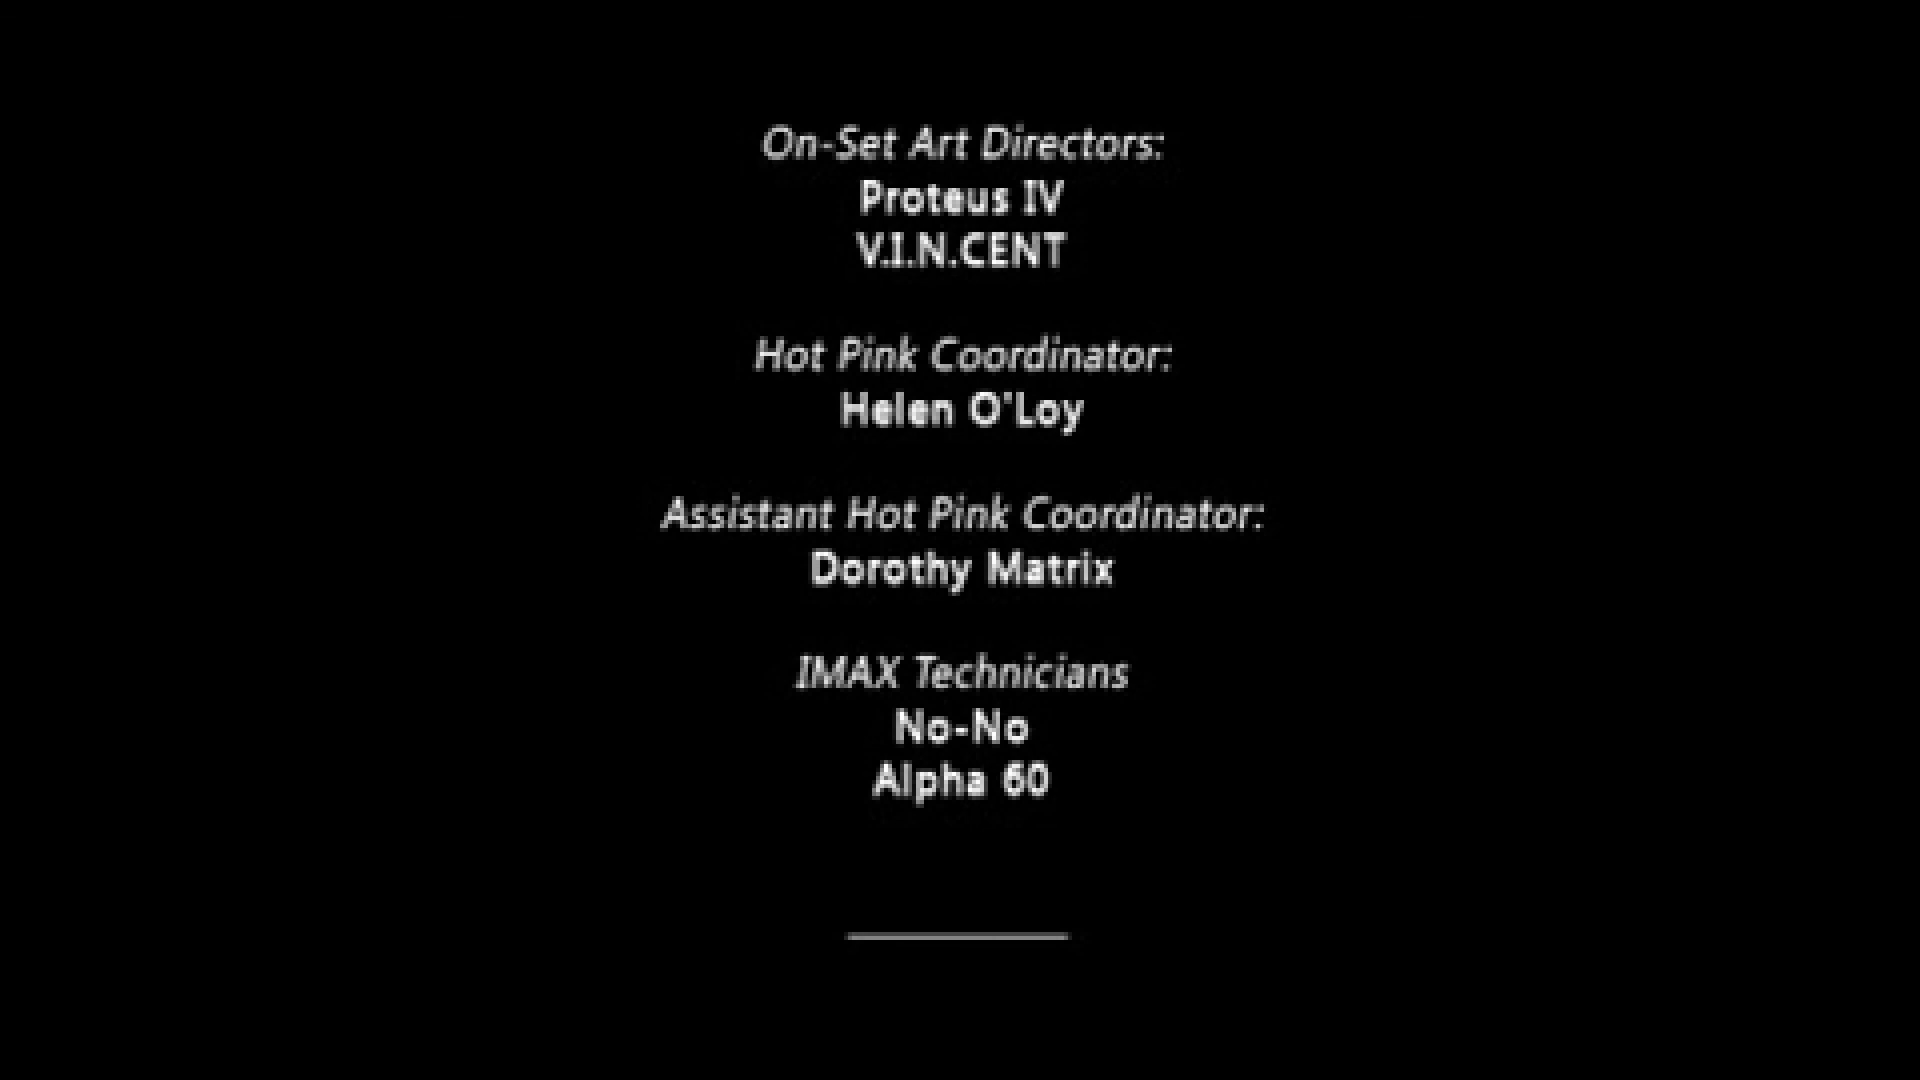 On-Set Art Directors:
Proteus IV
V.I.N.CENT
Hot Pink Coordinator:
Helen O'Loy
Assistant Hot Pink Coordinator:
Dorothy Matrix
IMAX Technicians
No-No
Alpha 60